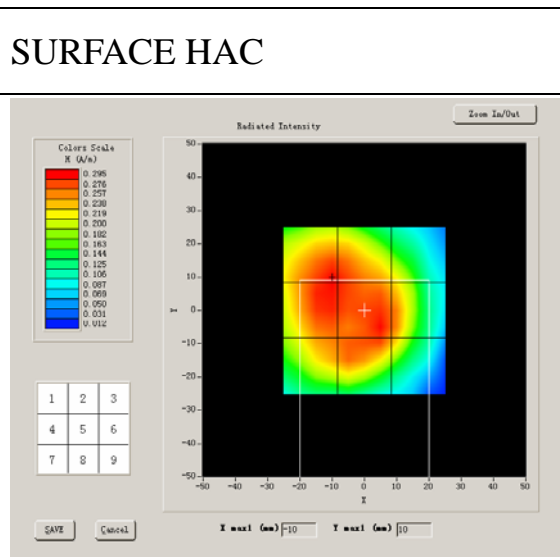 SURFACE HAC
Zoom In/Out
Radiated Intensity
Colors Scale
H (A/m)
0.295
0.276
0.257
0.238
0.219
0.200
0.182
0.163
0.144
0.125
0.106
0.087
0.069
0.050
0.031
0.012
50
40
30
20
10
0
-10
-20
-30
-40
-50
Y
-50 -40 -30 -20 -10 0 10 20 30 40 50
X
1 2 3
4 5 6
7 8 9
SAVE Cancel
X maxi (mm) -10 Y maxi (mm) 10